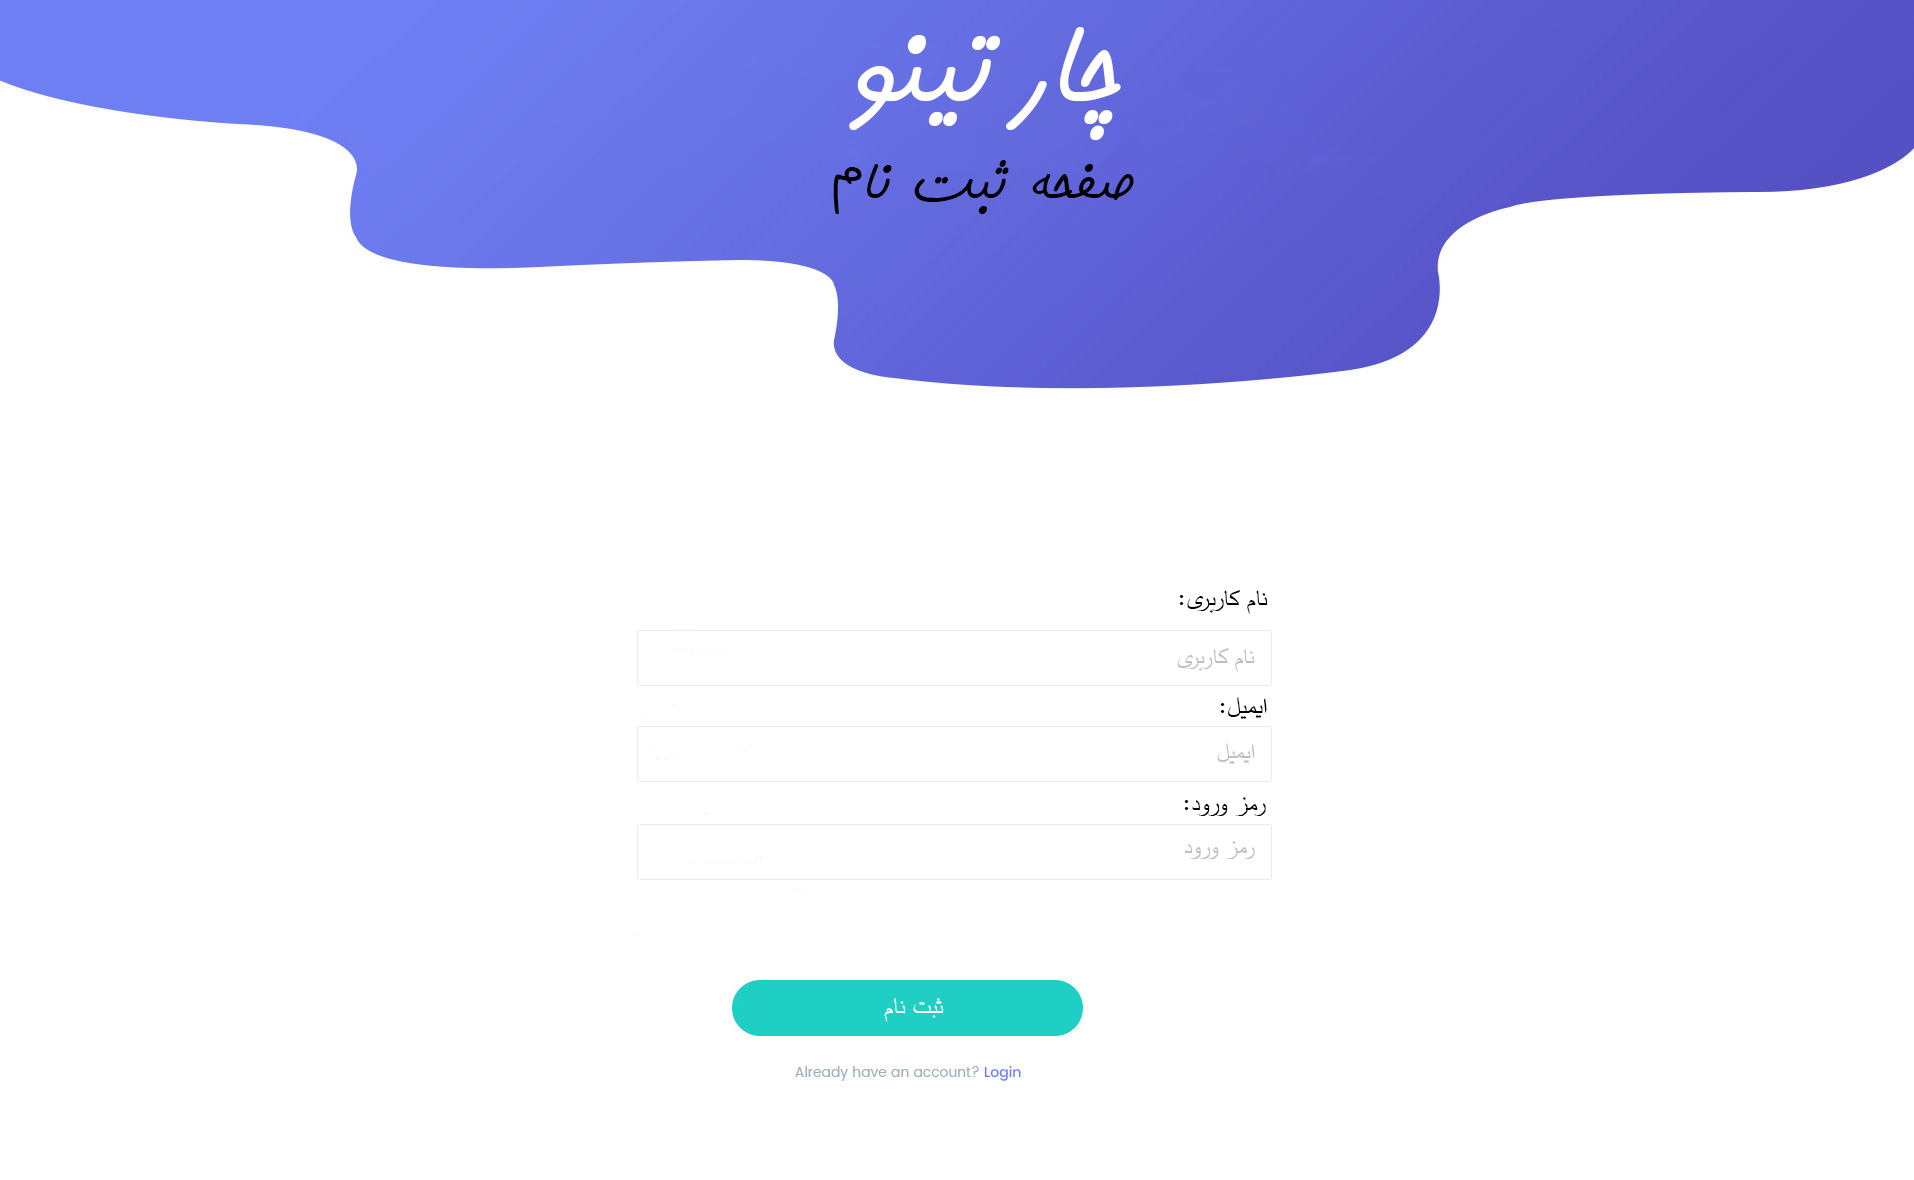 چارتینو
صفحه ثبت نام
نام کاربری:
نام کاربری
ایمیل:
ایمیل
رمز ورود:
رمز ورود
ثبت نام
Already have an account? Login